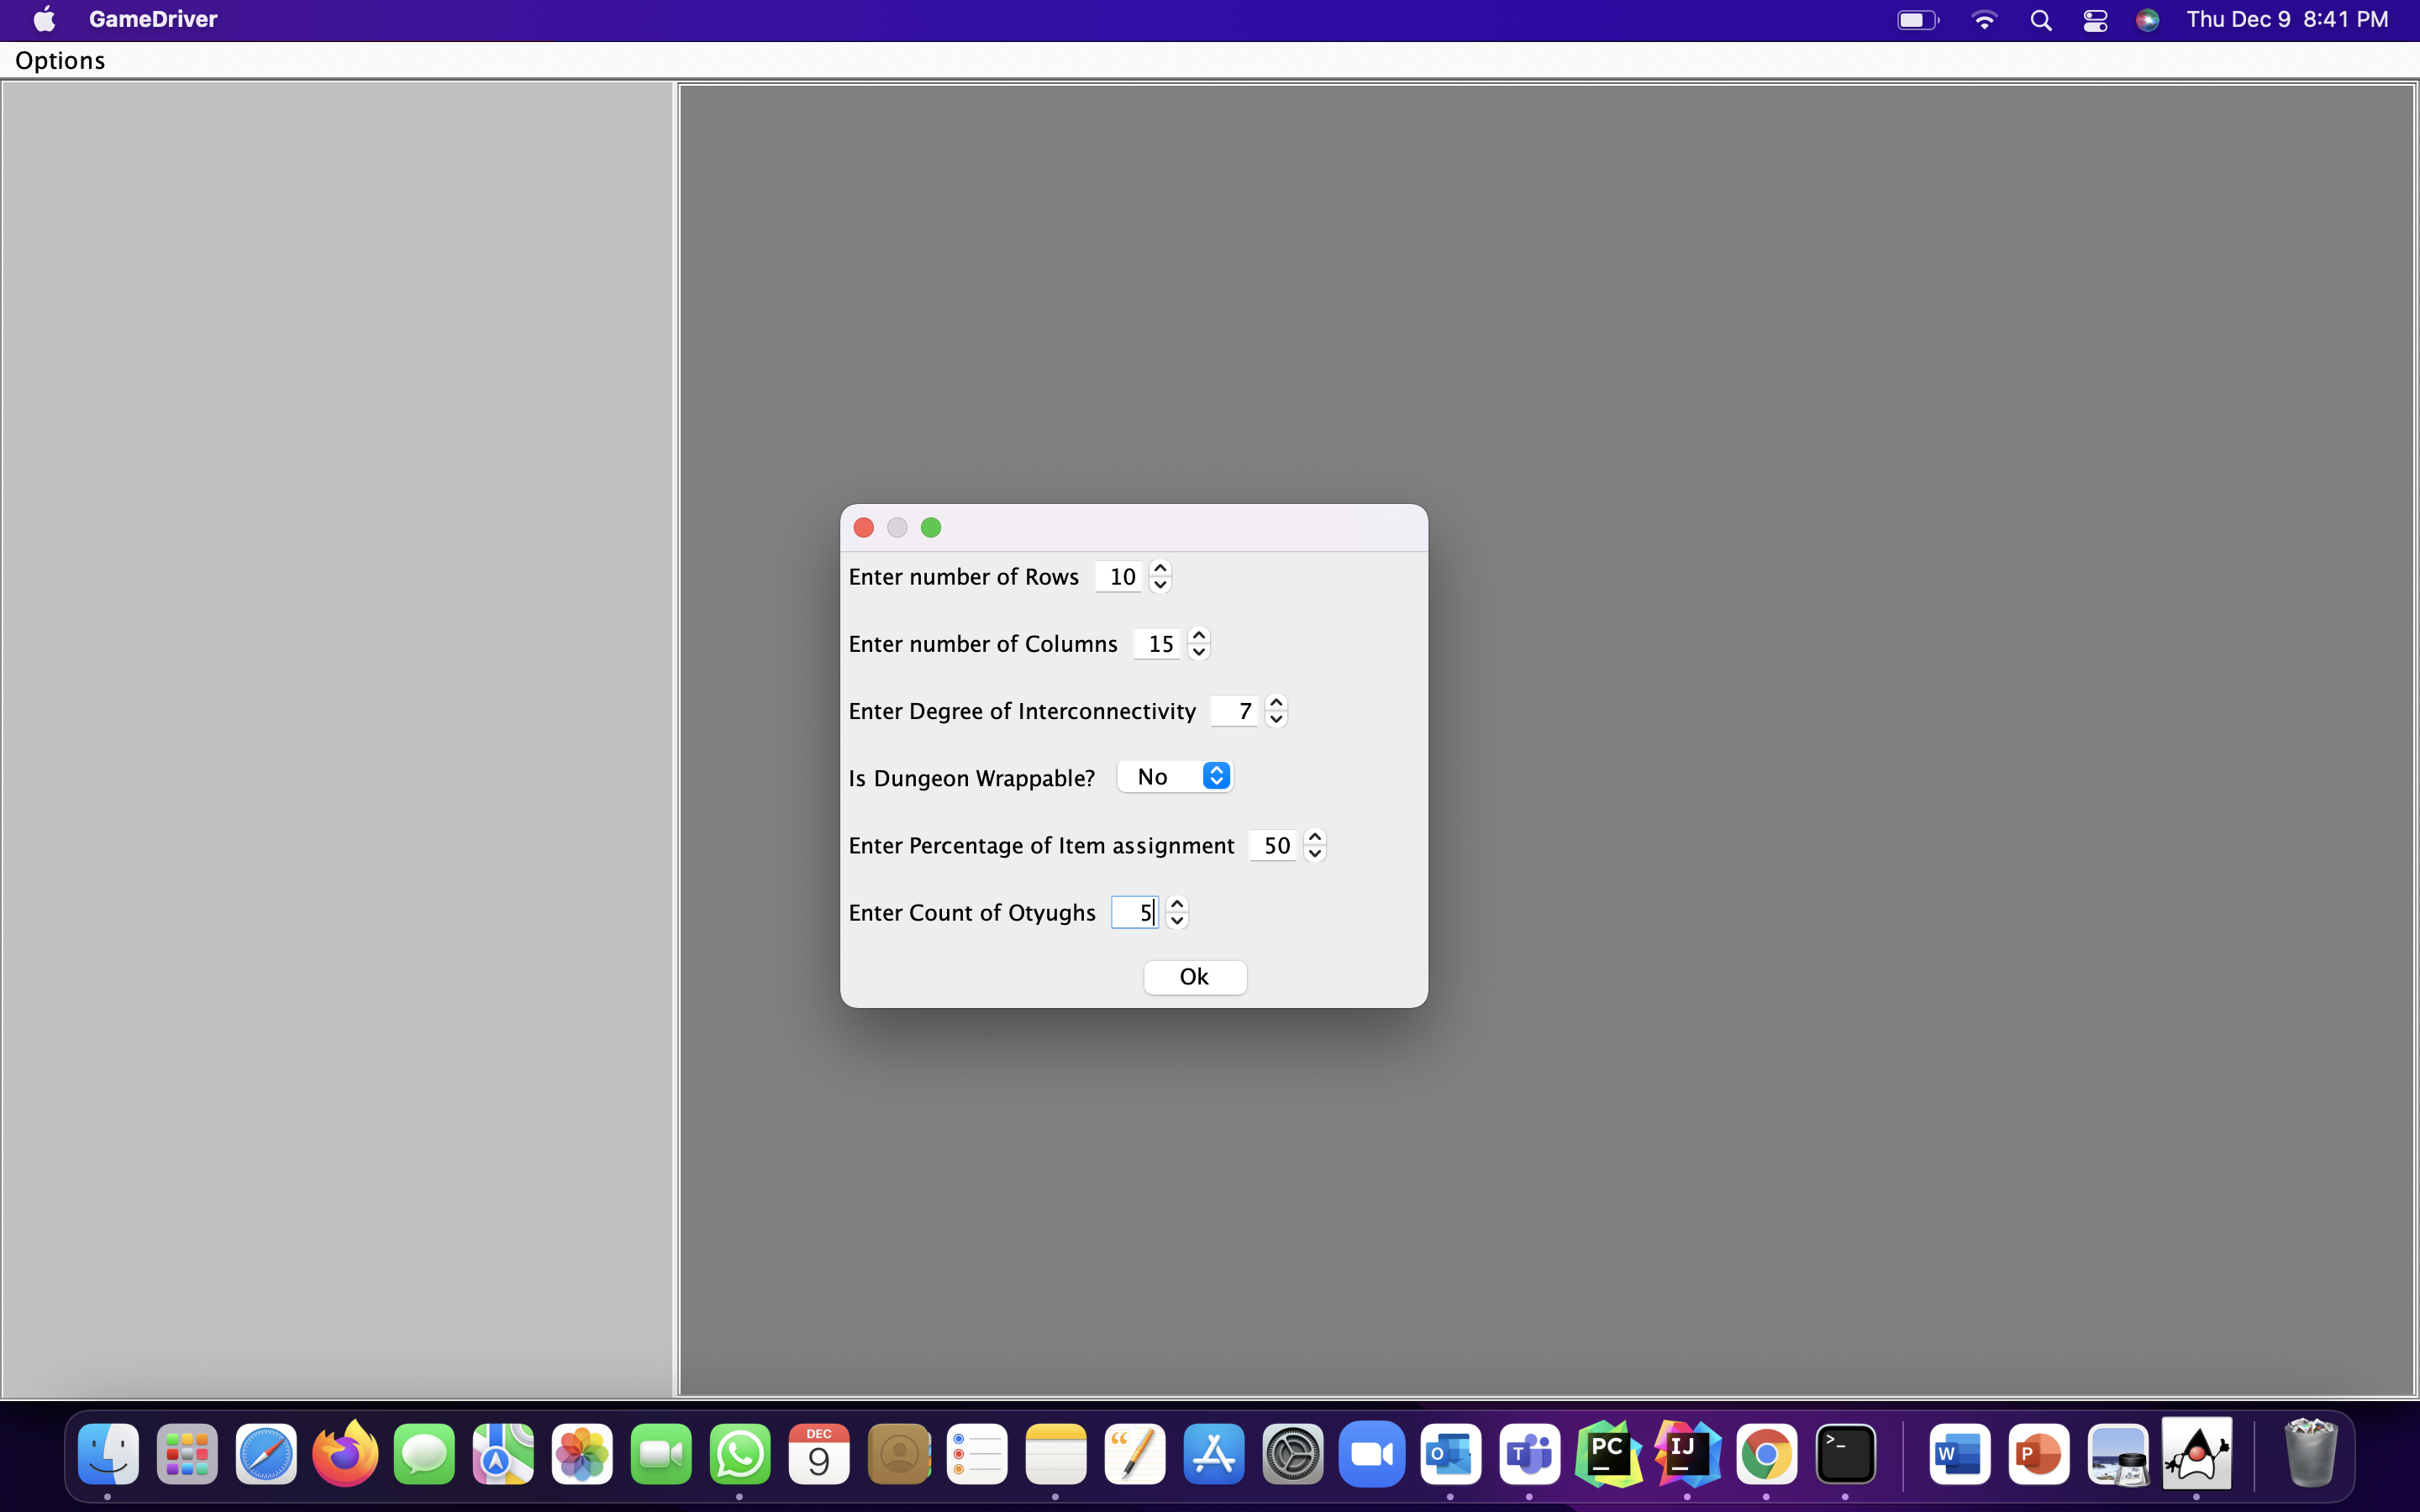 GameDriver
Thu Dec 9 8:41 PM
Options
Enter number of Rows 10
Enter number of Columns 15
Enter Degree of Interconnectivity 7
Is Dungeon Wrappable? No
Enter Percentage of Item assignment 50
Enter Count of Otyughs 5
Ok
DEC
9
O
T
PC
IJ
>_
W
P